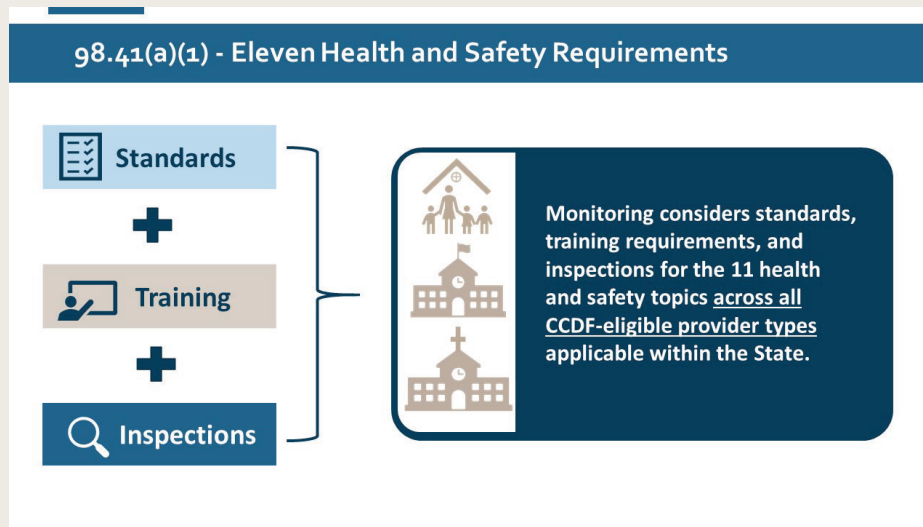 98.41(a)(1) - Eleven Health and Safety Requirements
Standards
Training
Inspections
Monitoring considers standards,
training requirements, and
inspections for the 11 health
and safety topics across all
CCDF-eligible provider types
applicable within the State.